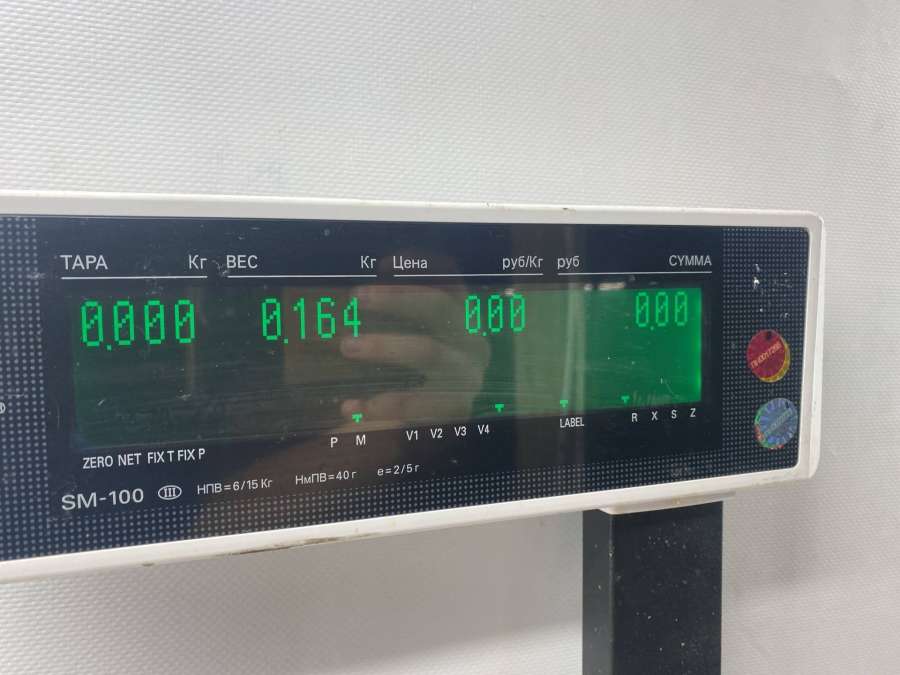 ТАРА Кг ВЕС Кг Цена руб/Кг руб СУММА
0.000 0.164 0.00 0.00
P M V1 V2 V3 V4 LABEL R X S Z
ZERO NET FIX T FIX P
SM-100 III НПВ=6/15 Кг НмПВ=40 г e=2/5 г